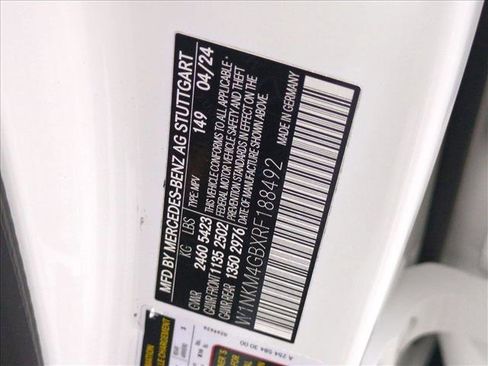 MFD BY MERCEDES-BENZ AG STUTTGART
149 04/24
KG LBS TYPE: MPV
GVWR 2460 5423 THIS VEHICLE CONFORMS TO ALL APPLICABLE
GAWR FRONT 1135 2502 FEDERAL MOTOR VEHICLE SAFETY AND THEFT
GAWR REAR 1350 2976 PREVENTION STANDARDS IN EFFECT ON THE
DATE OF MANUFACTURE SHOWN ABOVE.
W1NKM4GBXRF188492 MADE IN GERMANY
A 254 584 30 00